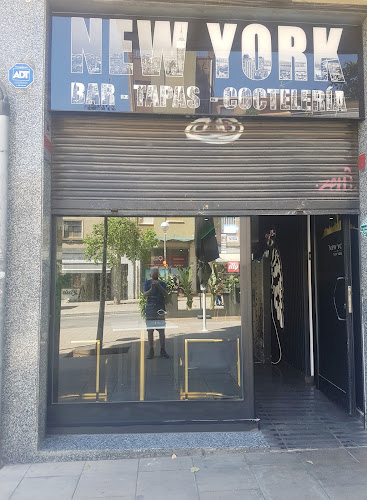 NEW YORK
BAR - TAPAS - COCTELERÍA
ADT